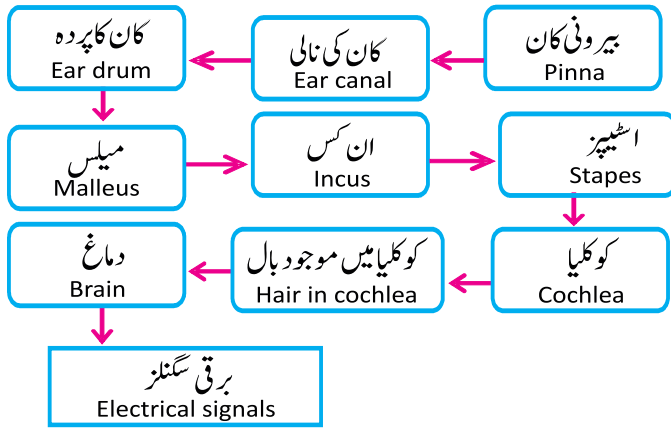 بیرونی کان
Pinna
کان کی نالی
Ear canal
کان کا پردہ
Ear drum
میلس
Malleus
ان کس
Incus
اسٹیپز
Stapes
کوکلیا
Cochlea
کوکلیا میں موجود بال
Hair in cochlea
دماغ
Brain
برقی سگنلز
Electrical signals